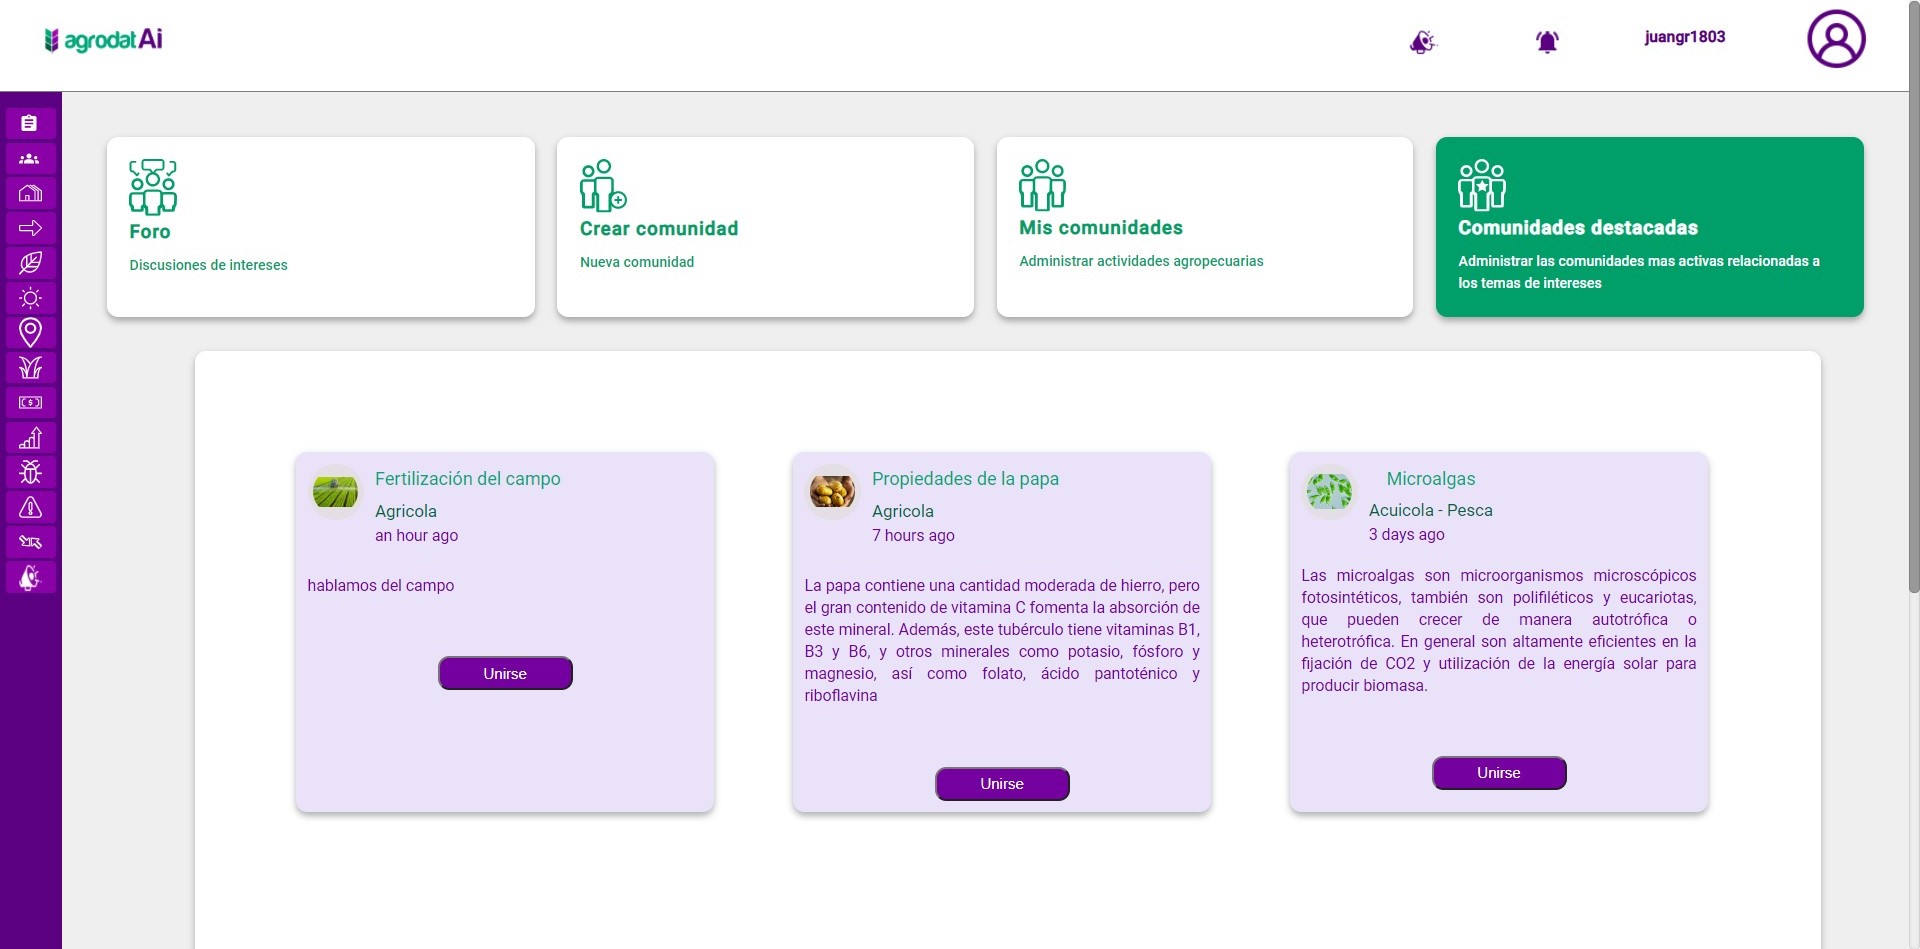 agrodatAi
juangr1803
Foro
Discusiones de intereses
Crear comunidad
Nueva comunidad
Mis comunidades
Administrar actividades agropecuarias
Comunidades destacadas
Administrar las comunidades mas activas relacionadas a
los temas de intereses
Fertilización del campo
Agricola
an hour ago
hablamos del campo
Unirse
Propiedades de la papa
Agricola
7 hours ago
La papa contiene una cantidad moderada de hierro, pero
el gran contenido de vitamina C fomenta la absorción de
este mineral. Además, este tubérculo tiene vitaminas B1,
B3 y B6, y otros minerales como potasio, fósforo y
magnesio, así como folato, ácido pantoténico y
riboflavina
Unirse
Microalgas
Acuicola - Pesca
3 days ago
Las microalgas son microorganismos microscópicos
fotosintéticos, también son polifiléticos y eucariotas,
que pueden crecer de manera autotrófica o
heterotrófica. En general son altamente eficientes en la
fijación de CO2 y utilización de la energía solar para
producir biomasa.
Unirse